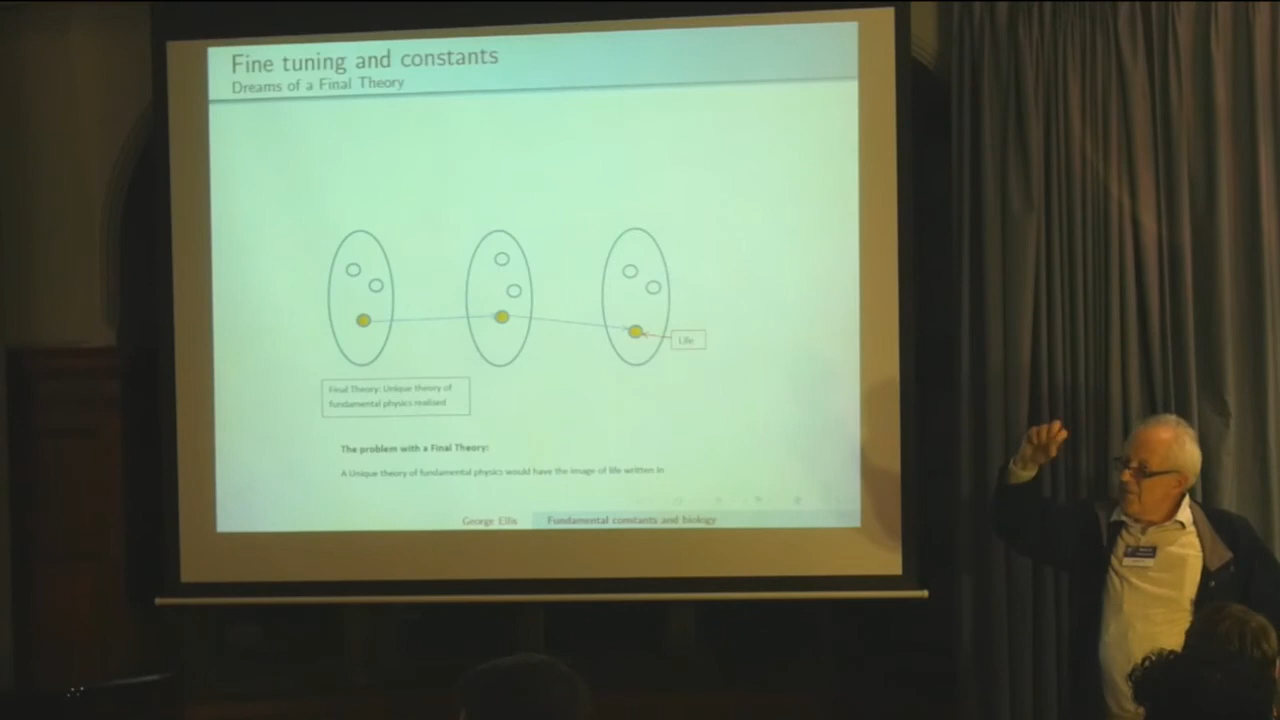 Fine tuning and constants
Dreams of a Final Theory
Life
Final Theory: Unique theory of
fundamental physics realised
The problem with a Final Theory:
A Unique theory of fundamental physics would have the image of life written in
George Ellis
Fundamental constants and biology